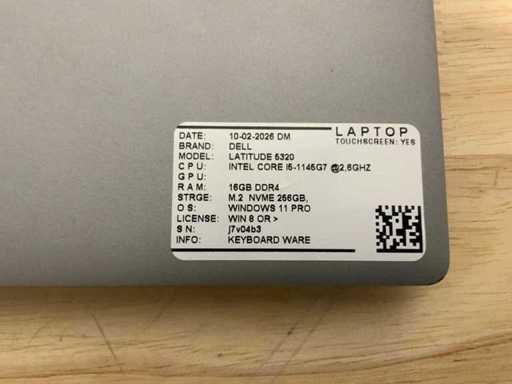 LAPTOP
TOUCHSCREEN: YES
DATE: 10-02-2026 DM
BRAND: DELL
MODEL: LATITUDE 5320
CPU: INTEL CORE i5-1145G7 @2.6GHZ
GPU:
RAM: 16GB DDR4
STRGE: M.2 NVME 256GB,
OS: WINDOWS 11 PRO
LICENSE: WIN 8 OR >
SN: j7v04b3
INFO: KEYBOARD WARE